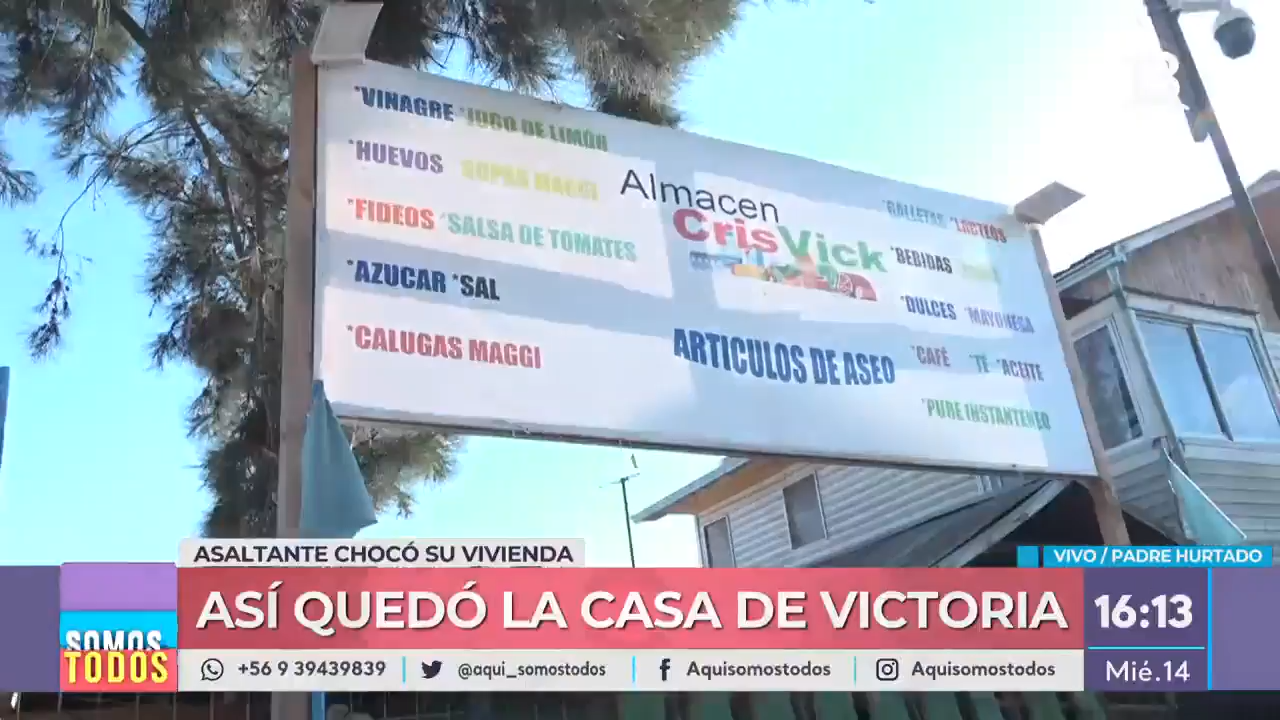 *VINAGRE *JUGO DE LIMÓN
*HUEVOS SOPAS MAGGI
*FIDEOS *SALSA DE TOMATES
*AZUCAR *SAL
*CALUGAS MAGGI
Almacen
CrisVick
ARTICULOS DE ASEO
*GALLETAS *LACTEOS
*BEBIDAS
*DULCES *MAYONESA
*CAFÉ *TÉ *ACEITE
*PURE INSTANTENEO
ASALTANTE CHOCÓ SU VIVIENDA
VIVO / PADRE HURTADO
ASÍ QUEDÓ LA CASA DE VICTORIA
16:13
Mié.14
SOMOS
TODOS
+56 9 39439839
@aqui_somostodos
Aquisomostodos
Aquisomostodos